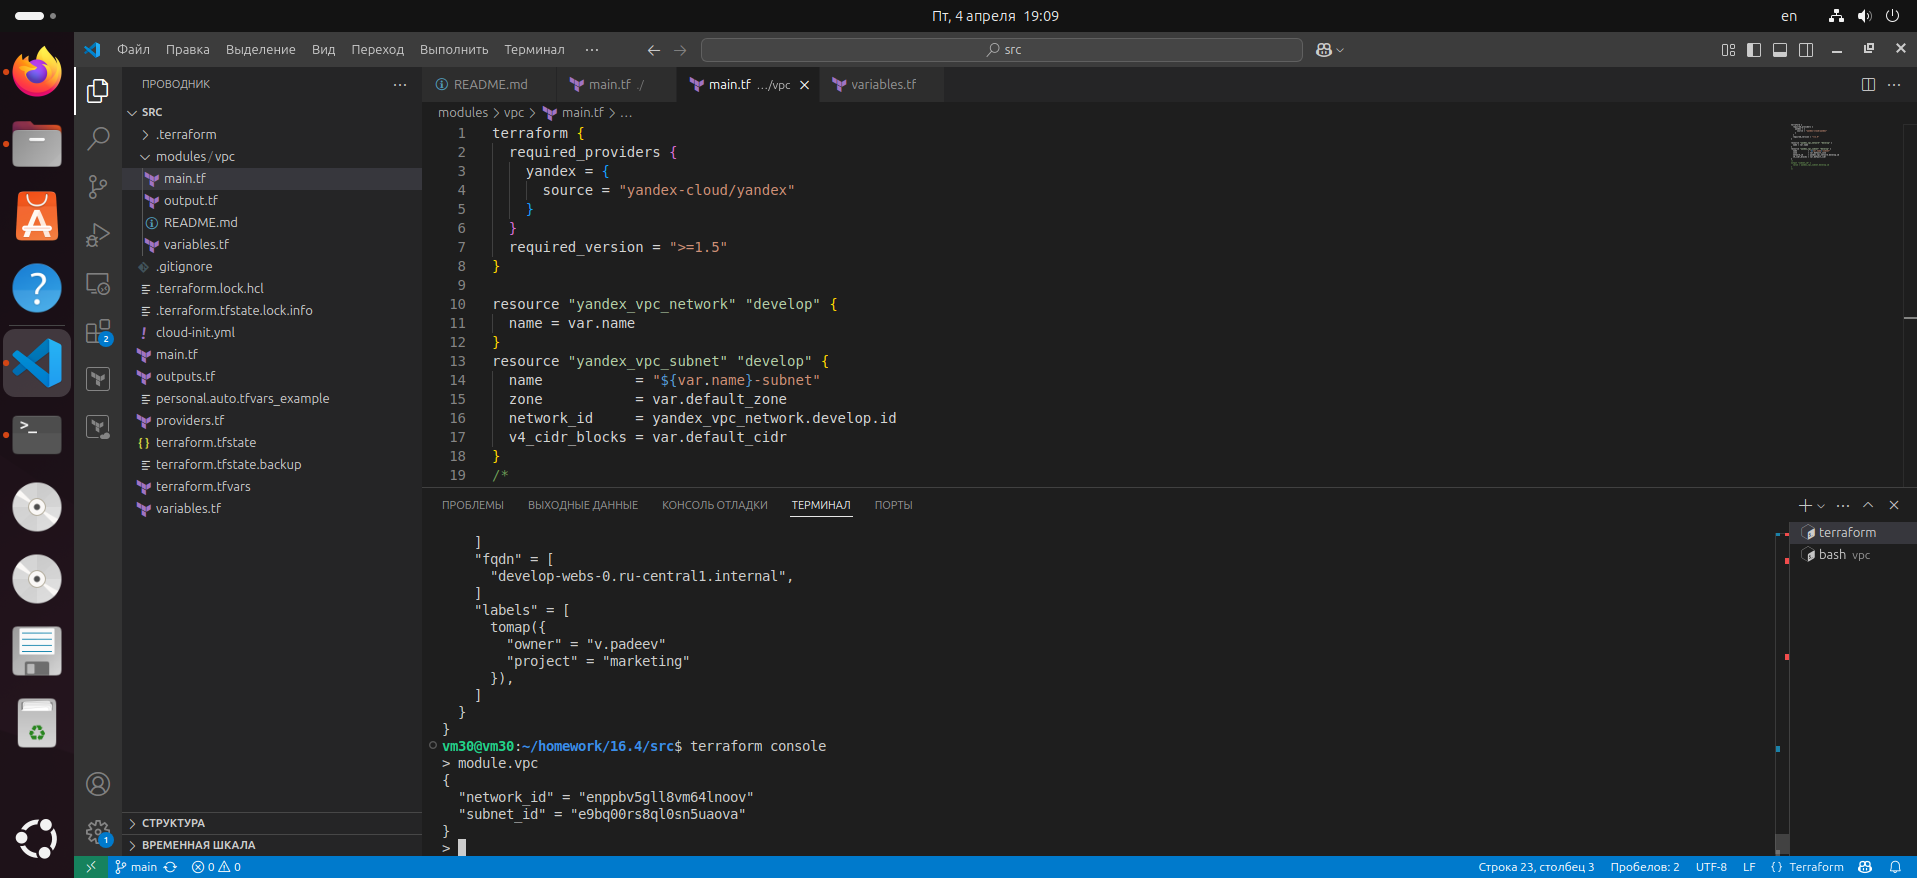 Пт, 4 апреля 19:09
en
Файл Правка Выделение Вид Переход Выполнить Терминал ···
src
ПРОВОДНИК
SRC
.terraform
modules/vpc
main.tf
output.tf
README.md
variables.tf
.gitignore
.terraform.lock.hcl
.terraform.tfstate.lock.info
cloud-init.yml
main.tf
outputs.tf
personal.auto.tfvars_example
providers.tf
terraform.tfstate
terraform.tfstate.backup
terraform.tfvars
variables.tf
СТРУКТУРА
ВРЕМЕННАЯ ШКАЛА
2
1
README.md main.tf ./ main.tf .../vpc variables.tf
modules > vpc > main.tf > ...
1 terraform {
2 required_providers {
3 yandex = {
4 source = "yandex-cloud/yandex"
5 }
6 }
7 required_version = ">=1.5"
8 }
9
10 resource "yandex_vpc_network" "develop" {
11 name = var.name
12 }
13 resource "yandex_vpc_subnet" "develop" {
14 name = "${var.name}-subnet"
15 zone = var.default_zone
16 network_id = yandex_vpc_network.develop.id
17 v4_cidr_blocks = var.default_cidr
18 }
19 /*
ПРОБЛЕМЫ ВЫХОДНЫЕ ДАННЫЕ КОНСОЛЬ ОТЛАДКИ ТЕРМИНАЛ ПОРТЫ
]
"fqdn" = [
"develop-webs-0.ru-central1.internal",
]
"labels" = [
tomap({
"owner" = "v.padeev"
"project" = "marketing"
}),
]
}
}
vm30@vm30:~/homework/16.4/src$ terraform console
> module.vpc
{
"network_id" = "enppbv5gll8vm64lnoov"
"subnet_id" = "e9bq00rs8ql0sn5uaova"
}
>
terraform
bash vpc
main 0 0
Строка 23, столбец 3 Пробелов: 2 UTF-8 LF {} Terraform